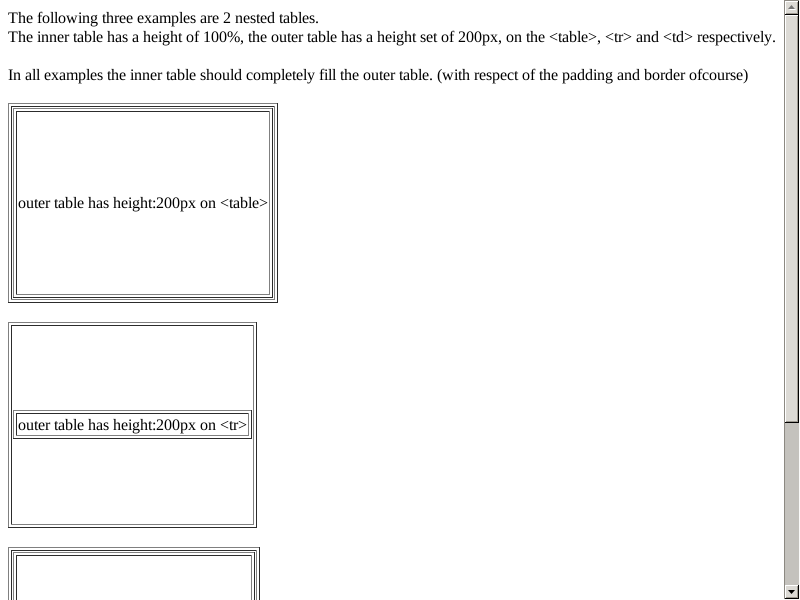 The following three examples are 2 nested tables.
The inner table has a height of 100%, the outer table has a height set of 200px, on the <table>, <tr> and <td> respectively.
In all examples the inner table should completely fill the outer table. (with respect of the padding and border ofcourse)
outer table has height:200px on <table>
outer table has height:200px on <tr>